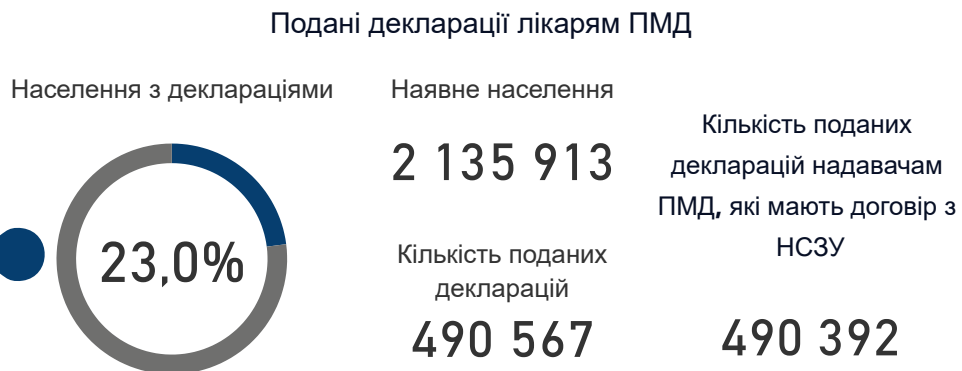 Подані декларації лікарям ПМД
Населення з деклараціями
23,0%
Наявне населення
2 135 913
Кількість поданих
декларацій
490 567
Кількість поданих
декларацій надавачам
ПМД, які мають договір з
НСЗУ
490 392